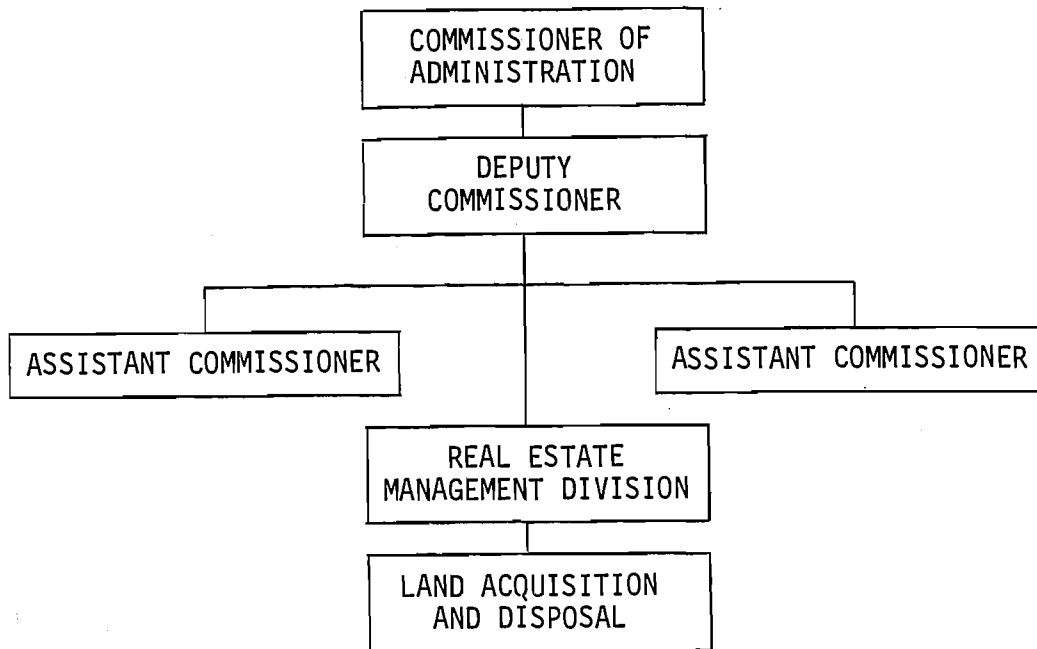 COMMISSIONER OF
ADMINISTRATION
DEPUTY
COMMISSIONER
ASSISTANT COMMISSIONER
ASSISTANT COMMISSIONER
REAL ESTATE
MANAGEMENT DIVISION
LAND ACQUISITION
AND DISPOSAL